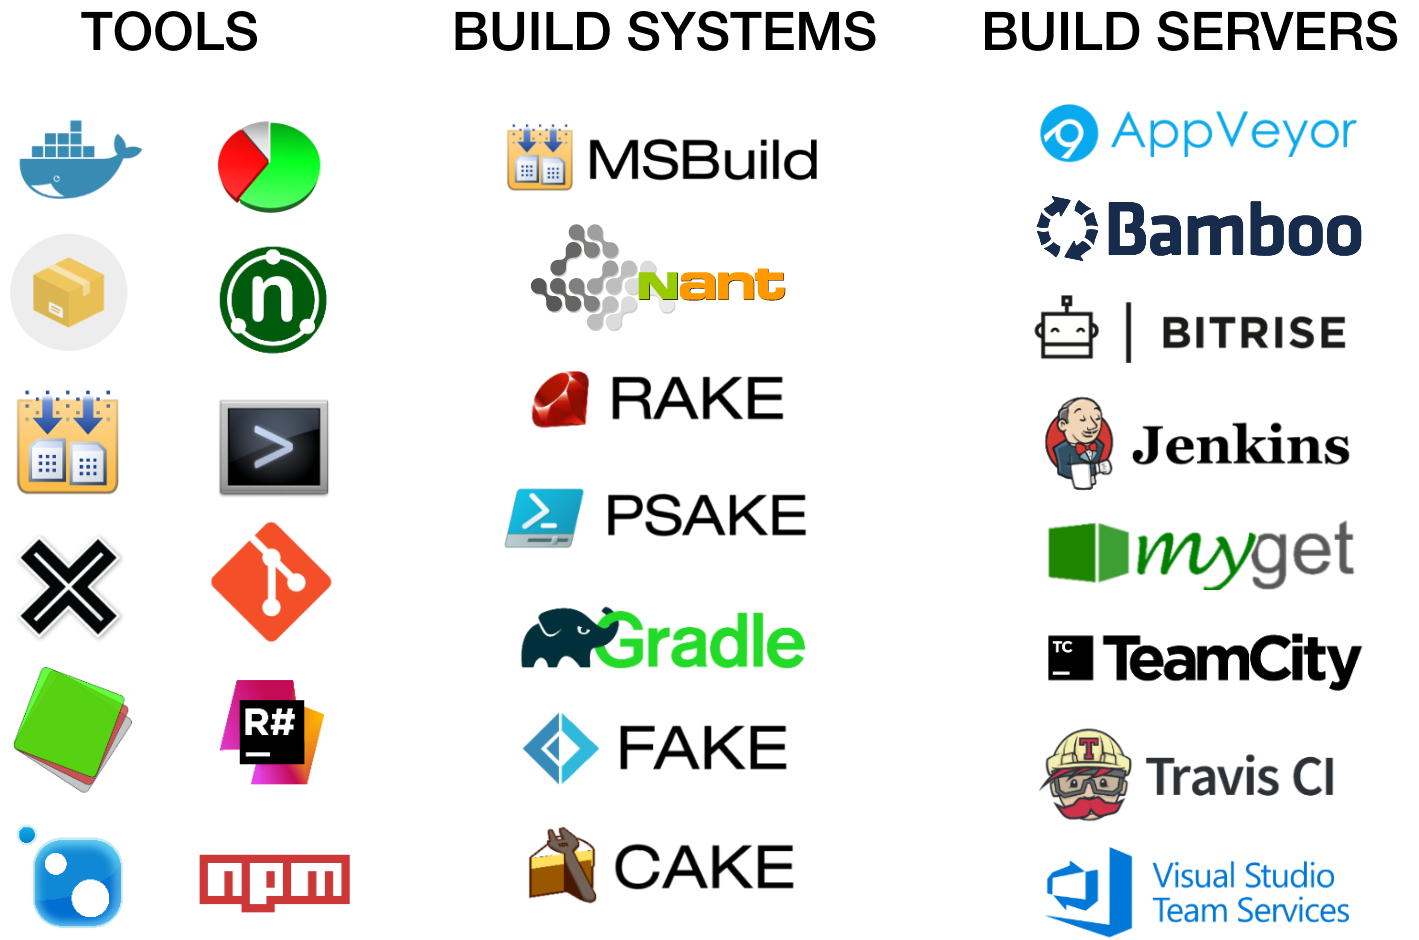 TOOLS
BUILD SYSTEMS
BUILD SERVERS
n
>
R#
npm
MSBuild
Nant
RAKE
PSAKE
Gradle
FAKE
CAKE
AppVeyor
Bamboo
BITRISE
Jenkins
myget
TC
TeamCity
T
Travis CI
Visual Studio
Team Services